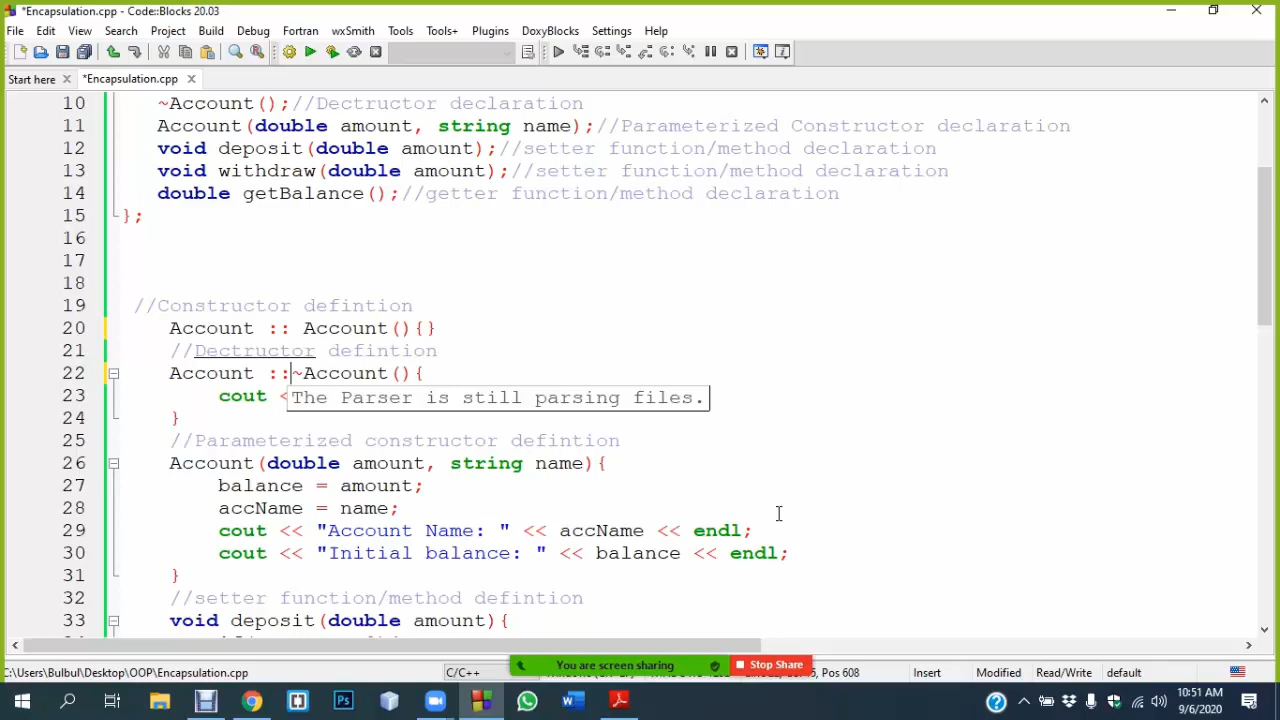 *Encapsulation.cpp - Code::Blocks 20.03
File Edit View Search Project Build Debug Fortran wxSmith Tools Tools+ Plugins DoxyBlocks Settings Help
Start here *Encapsulation.cpp
10 ~Account();//Dectructor declaration
11 Account(double amount, string name);//Parameterized Constructor declaration
12 void deposit(double amount);//setter function/method declaration
13 void withdraw(double amount);//setter function/method declaration
14 double getBalance();//getter function/method declaration
15 };
16
17
18
19 //Constructor defintion
20 Account :: Account(){}
21 //Dectructor defintion
22 Account ::~Account(){
23 cout <
The Parser is still parsing files.
24 }
25 //Parameterized constructor defintion
26 Account(double amount, string name){
27 balance = amount;
28 accName = name;
29 cout << "Account Name: " << accName << endl;
30 cout << "Initial balance: " << balance << endl;
31 }
32 //setter function/method defintion
33 void deposit(double amount){
You are screen sharing Stop Share
C:\Users\Bulbul\Desktop\OOP\Encapsulation.cpp C/C++ Pos 608 Insert Modified Read/Write default
Ps
10:51 AM
9/6/2020